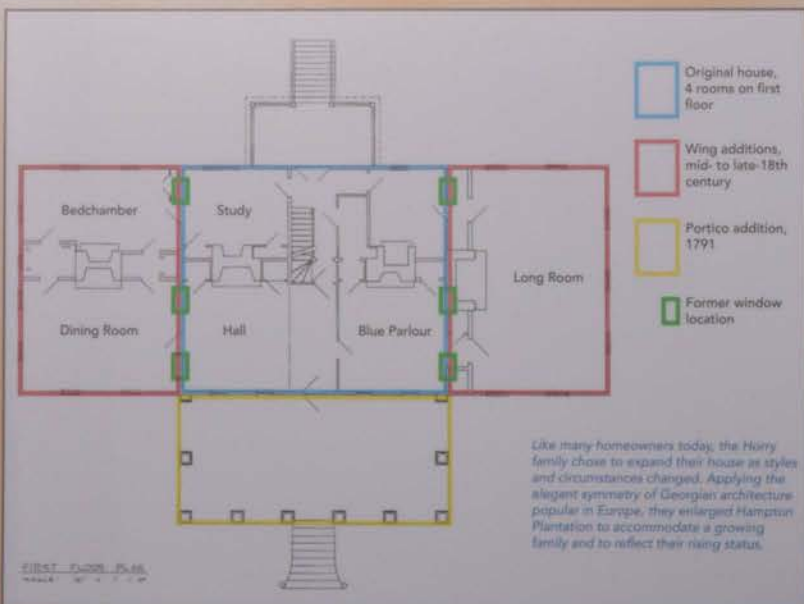 Original house,
4 rooms on first
floor
Wing additions,
mid- to late-18th
century
Portico addition,
1791
Former window
location
Bedchamber
Study
Long Room
Dining Room
Hall
Blue Parlour
Like many homeowners today, the Horry
family chose to expand their house as styles
and circumstances changed. Applying the
elegant symmetry of Georgian architecture
popular in Europe, they enlarged Hampton
Plantation to accommodate a growing
family and to reflect their rising status.
FIRST FLOOR PLAN